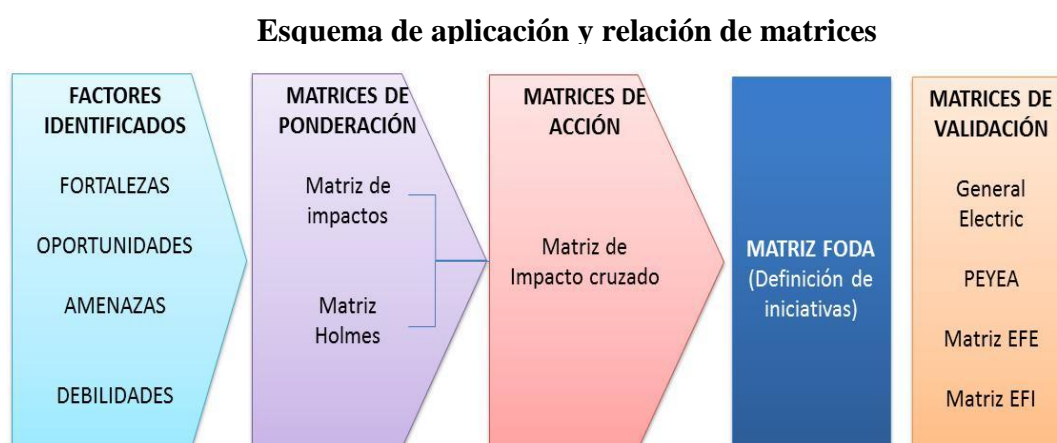 Esquema de aplicación y relación de matrices
FACTORES
IDENTIFICADOS
FORTALEZAS
OPORTUNIDADES
AMENAZAS
DEBILIDADES
MATRICES DE
PONDERACIÓN
Matriz de
impactos
Matriz
Holmes
MATRICES DE
ACCIÓN
Matriz de
Impacto cruzado
MATRIZ FODA
(Definición de
iniciativas)
MATRICES DE
VALIDACIÓN
General
Electric
PEYEA
Matriz EFE
Matriz EFI